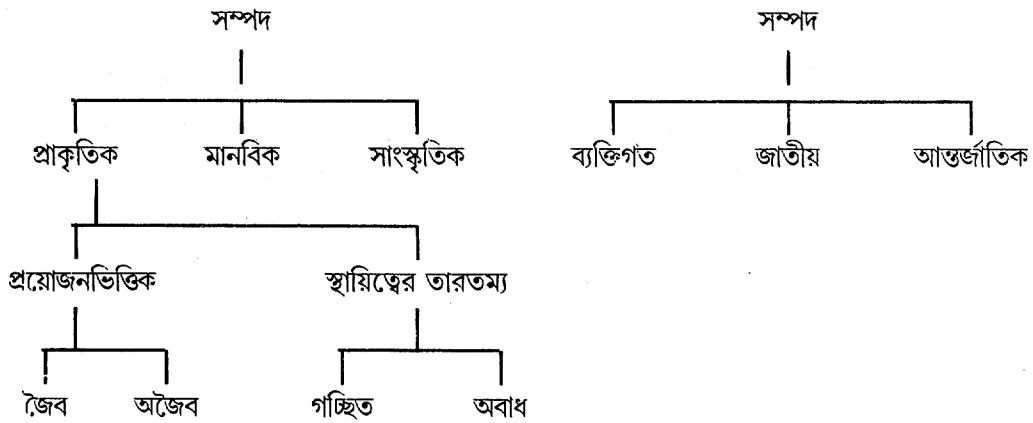 সম্পদ সম্পদ
প্রাকৃতিক মানবিক সাংস্কৃতিক ব্যক্তিগত জাতীয় আন্তর্জাতিক
প্রয়োজনভিত্তিক স্থায়িত্বের তারতম্য
জৈব অজৈব গচ্ছিত অবাধ